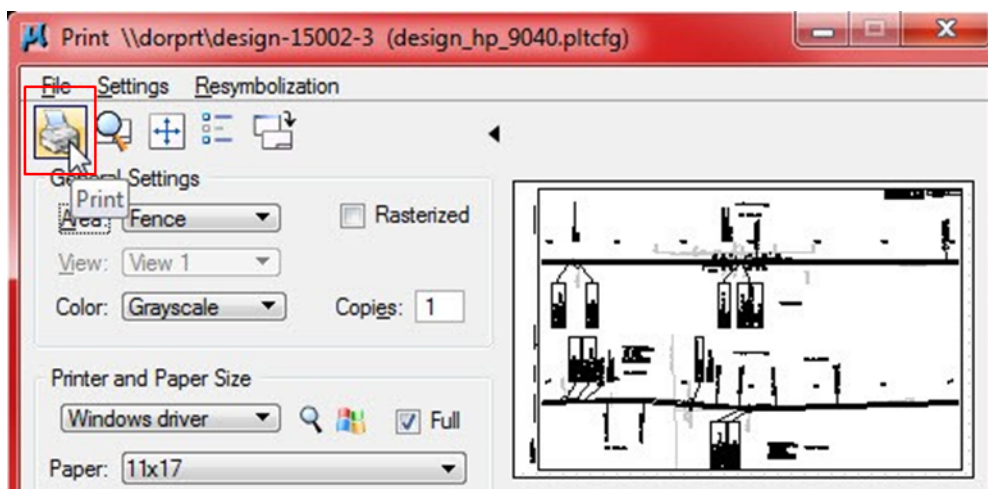 Print \\dorprt\design-15002-3 (design_hp_9040.pltcfg)
File Settings Resymbolization
General Settings
Print
Area: Fence
Rasterized
View: View 1
Color: Grayscale
Copies: 1
Printer and Paper Size
Windows driver
Full
Paper: 11x17